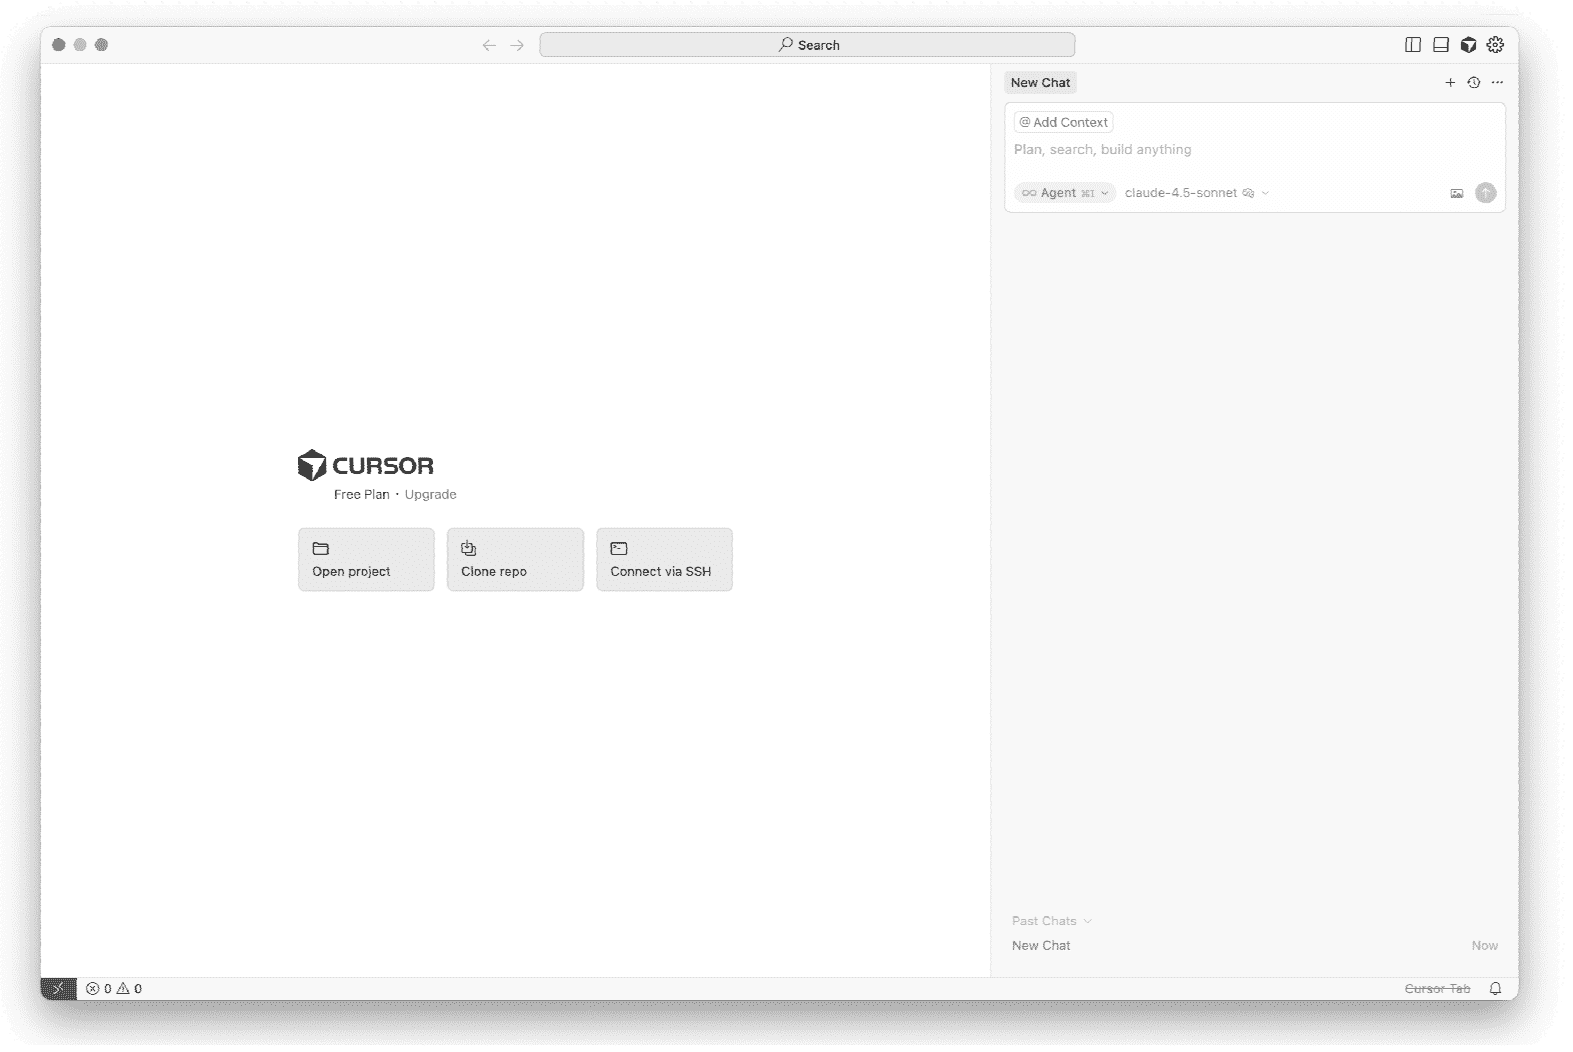 Search
New Chat
@ Add Context
Plan, search, build anything
Agent ⌘I
claude-4.5-sonnet
CURSOR
Free Plan · Upgrade
Open project
Clone repo
Connect via SSH
Past Chats
New Chat
Now
0
0
Cursor Tab